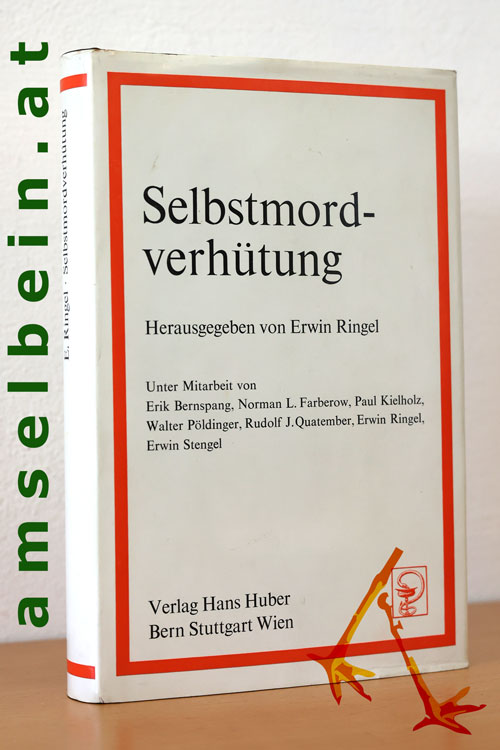 amselbein.at
E. Ringel · Selbstmordverhütung
Selbstmord-
verhütung
Herausgegeben von Erwin Ringel
Unter Mitarbeit von
Erik Bernspang, Norman L. Farberow, Paul Kielholz,
Walter Pöldinger, Rudolf J. Quatember, Erwin Ringel,
Erwin Stengel
Verlag Hans Huber
Bern Stuttgart Wien